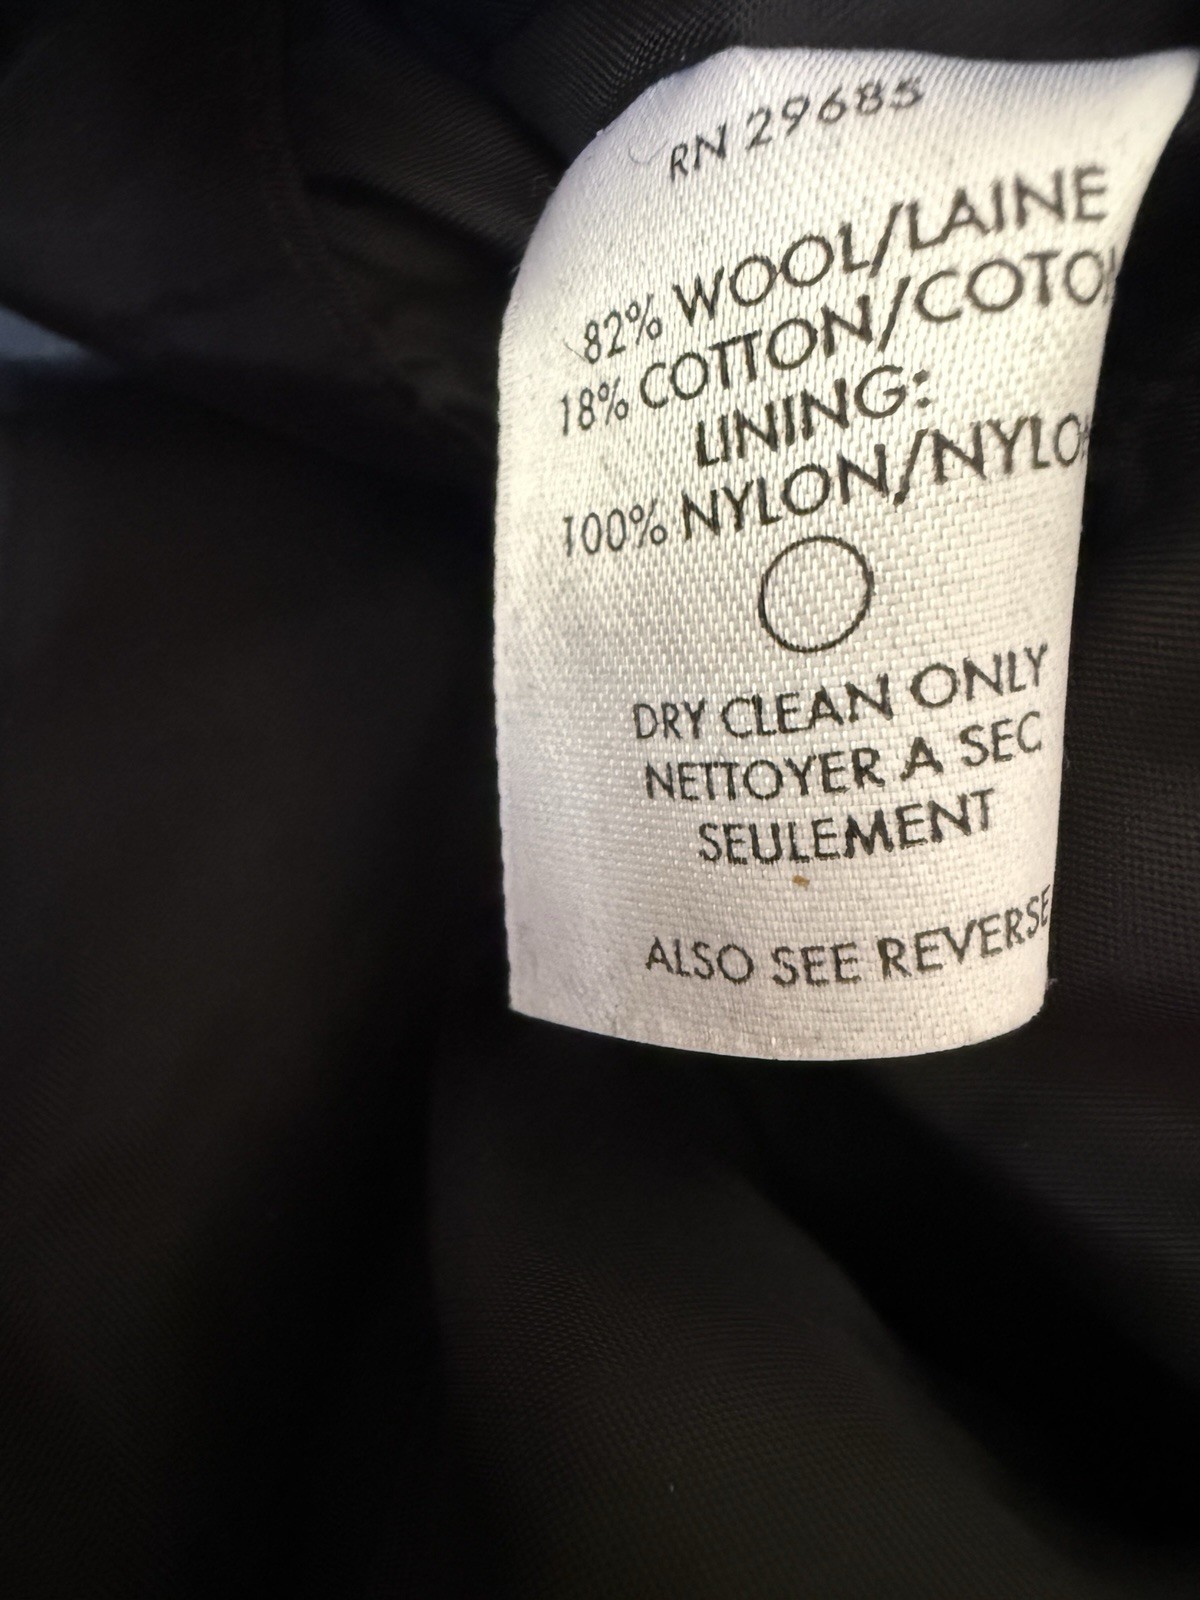 RN 29685
82% WOOL/LAINE
18% COTTON/COTON
LINING:
100% NYLON/NYLON
DRY CLEAN ONLY
NETTOYER A SEC
SEULEMENT
ALSO SEE REVERSE